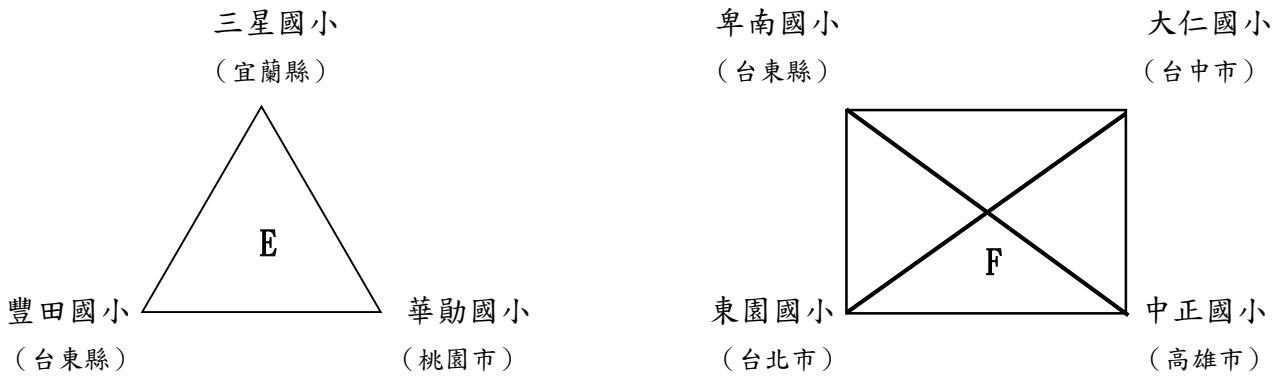 三星國小
（宜蘭縣）
E
豐田國小
（台東縣）
華勛國小
（桃園市）
卑南國小
（台東縣）
大仁國小
（台中市）
F
東園國小
（台北市）
中正國小
（高雄市）